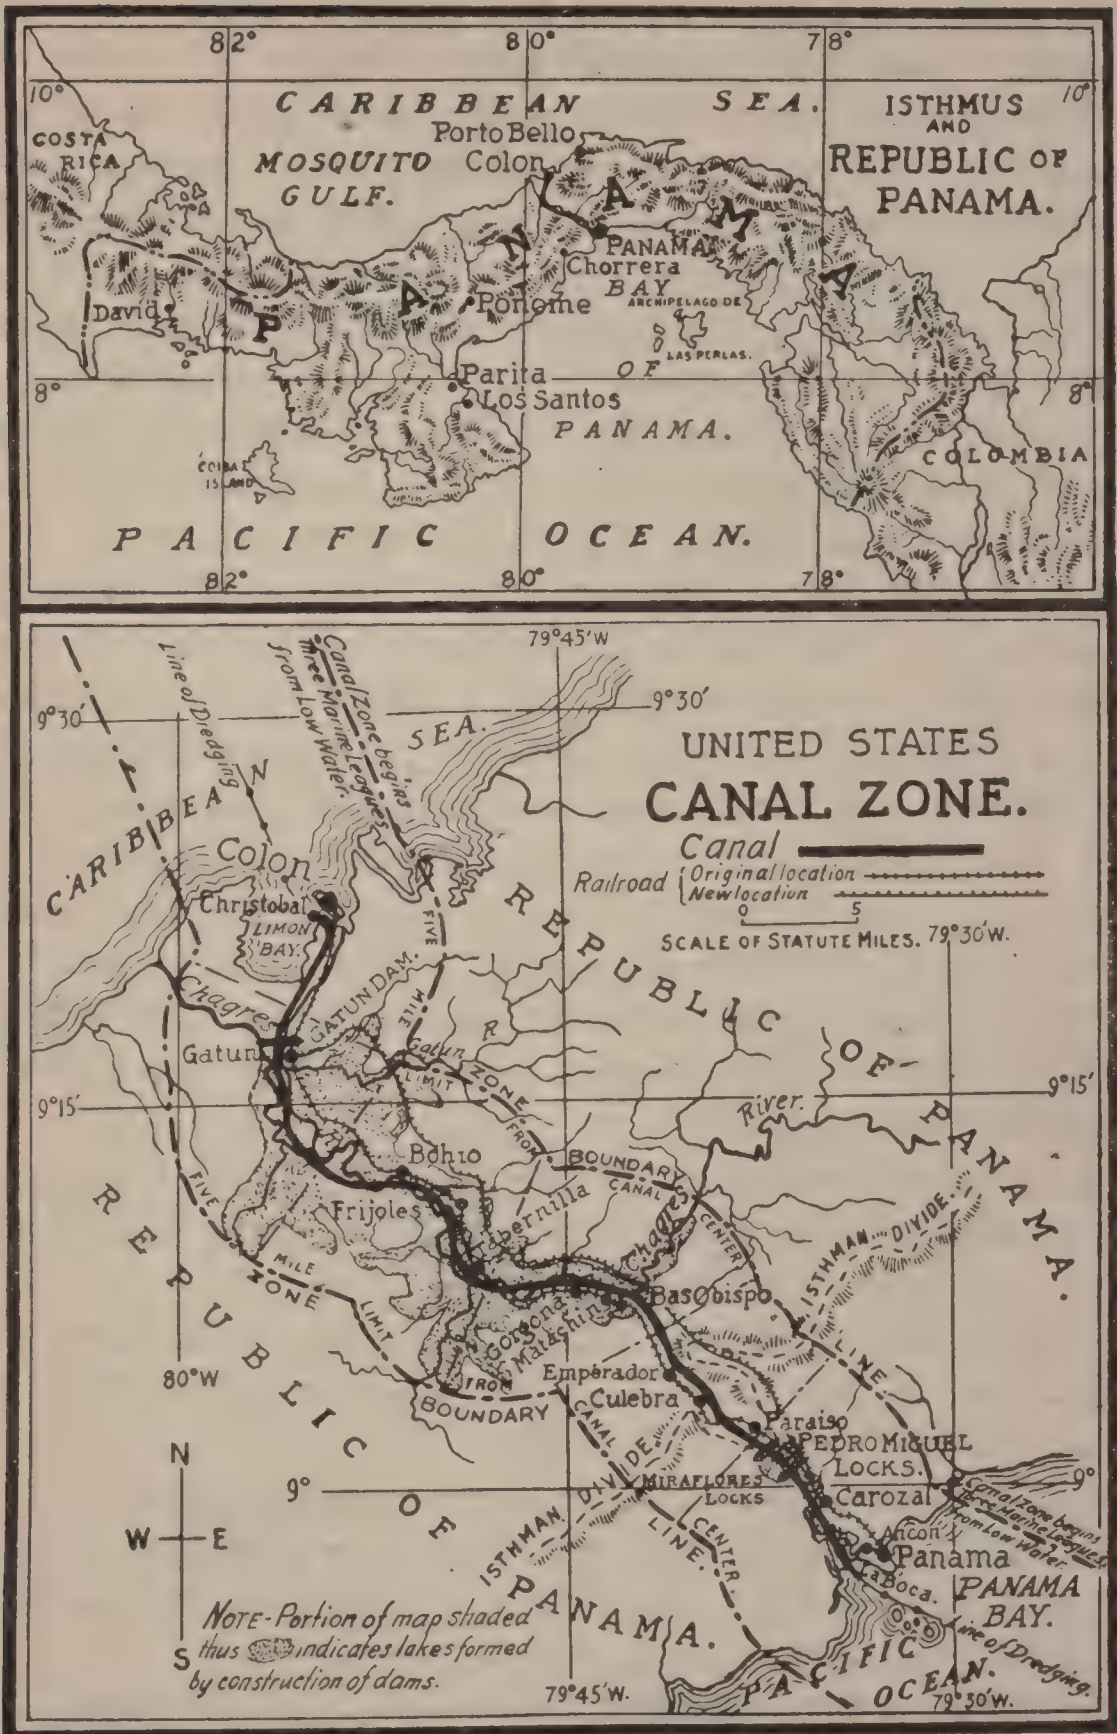 82° 80° 78°
10° 10°
CARIBBEAN SEA.
ISTHMUS
AND
REPUBLIC OF
PANAMA.
COSTA
RICA
MOSQUITO
GULF.
Porto Bello
Colon
PANAMA
PANAMA
Chorrera
BAY
ARCHIPELAGO DE
LAS PERLAS.
OF
PANAMA.
David
Ponome
Parita
Los Santos
8° 8°
COIBA
ISLAND
COLOMBIA
PACIFIC OCEAN.
82° 80° 78°
79°45'W
9°30' 9°30'
Line of Dredging
Canal Zone begins
Three Marine Leagues
from Low Water.
CARIBBEAN SEA.
N
UNITED STATES
CANAL ZONE.
Canal
Railroad
Original location
New location
0 5
SCALE OF STATUTE MILES.
79°30'W.
Colon
Christobal
LIMON
BAY.
REPUBLIC OF PANAMA.
FIVE
MILE
LIMIT
ZONE
FROM
BOUNDARY
CANAL
CENTER
LINE
Chagres
GATUN DAM.
Gatun
Gatun
R
9°15' 9°15'
River.
R
Bohio
Frijoles
Tabernilla
Chagres
ISTHMAN DIVIDE.
FIVE
MILE
ZONE
LIMIT
FROM
BOUNDARY
CANAL
CENTER
LINE
REPUBLIC OF PANAMA.
Gorgona
Matachin
Bas Obispo
Emperador
Culebra
Paraiso
PEDRO MIGUEL
LOCKS.
80°W
ISTHMAN DIVIDE
MIRAFLORES
LOCKS
9° 9°
Carozal
Ancon
Panama
La Boca.
Canal Zone begins
Three Marine Leagues
from Low Water.
PANAMA
BAY.
Line of Dredging.
N
W E
S
NOTE-Portion of map shaded
thus indicates lakes formed
by construction of dams.
PACIFIC
OCEAN.
79°45'W. 79°30'W.